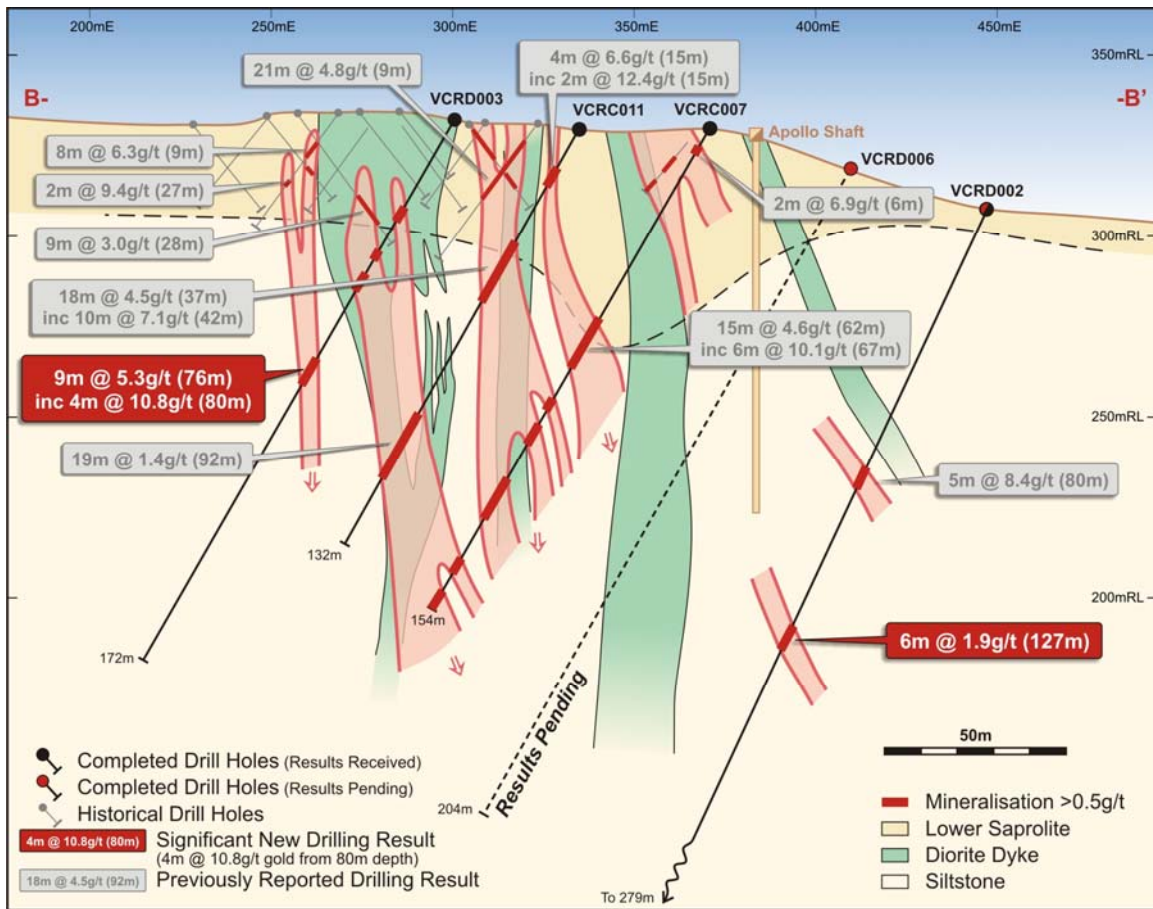 200mE 300mE 350mE 400mE 450mE
350mRL
350mRL
B-
-B'
21m @ 4.8g/t (9m)
4m @ 6.6g/t (15m)
inc 2m @ 12.4g/t (15m)
VCRD003
VCRC011
VCRC007
Apollo Shaft
VCRD006
VCRD002
8m @ 6.3g/t (9m)
2m @ 9.4g/t (27m)
2m @ 6.9g/t (6m)
9m @ 3.0g/t (28m)
300mRL
300mRL
18m @ 4.5g/t (37m)
inc 10m @ 7.1g/t (42m)
15m @ 4.6g/t (62m)
inc 6m @ 10.1g/t (67m)
9m @ 5.3g/t (76m)
inc 4m @ 10.8g/t (80m)
250mRL
19m @ 1.4g/t (92m)
5m @ 8.4g/t (80m)
132m
200mRL
154m
172m
6m @ 1.9g/t (127m)
Results Pending
204m
To 279m
Completed Drill Holes (Results Received)
Completed Drill Holes (Results Pending)
Historical Drill Holes
4m @ 10.8g/t (80m) Significant New Drilling Result
(4m @ 10.8g/t gold from 80m depth)
18m @ 4.5g/t (92m) Previously Reported Drilling Result
50m
Mineralisation >0.5g/t
Lower Saprolite
Diorite Dyke
Siltstone